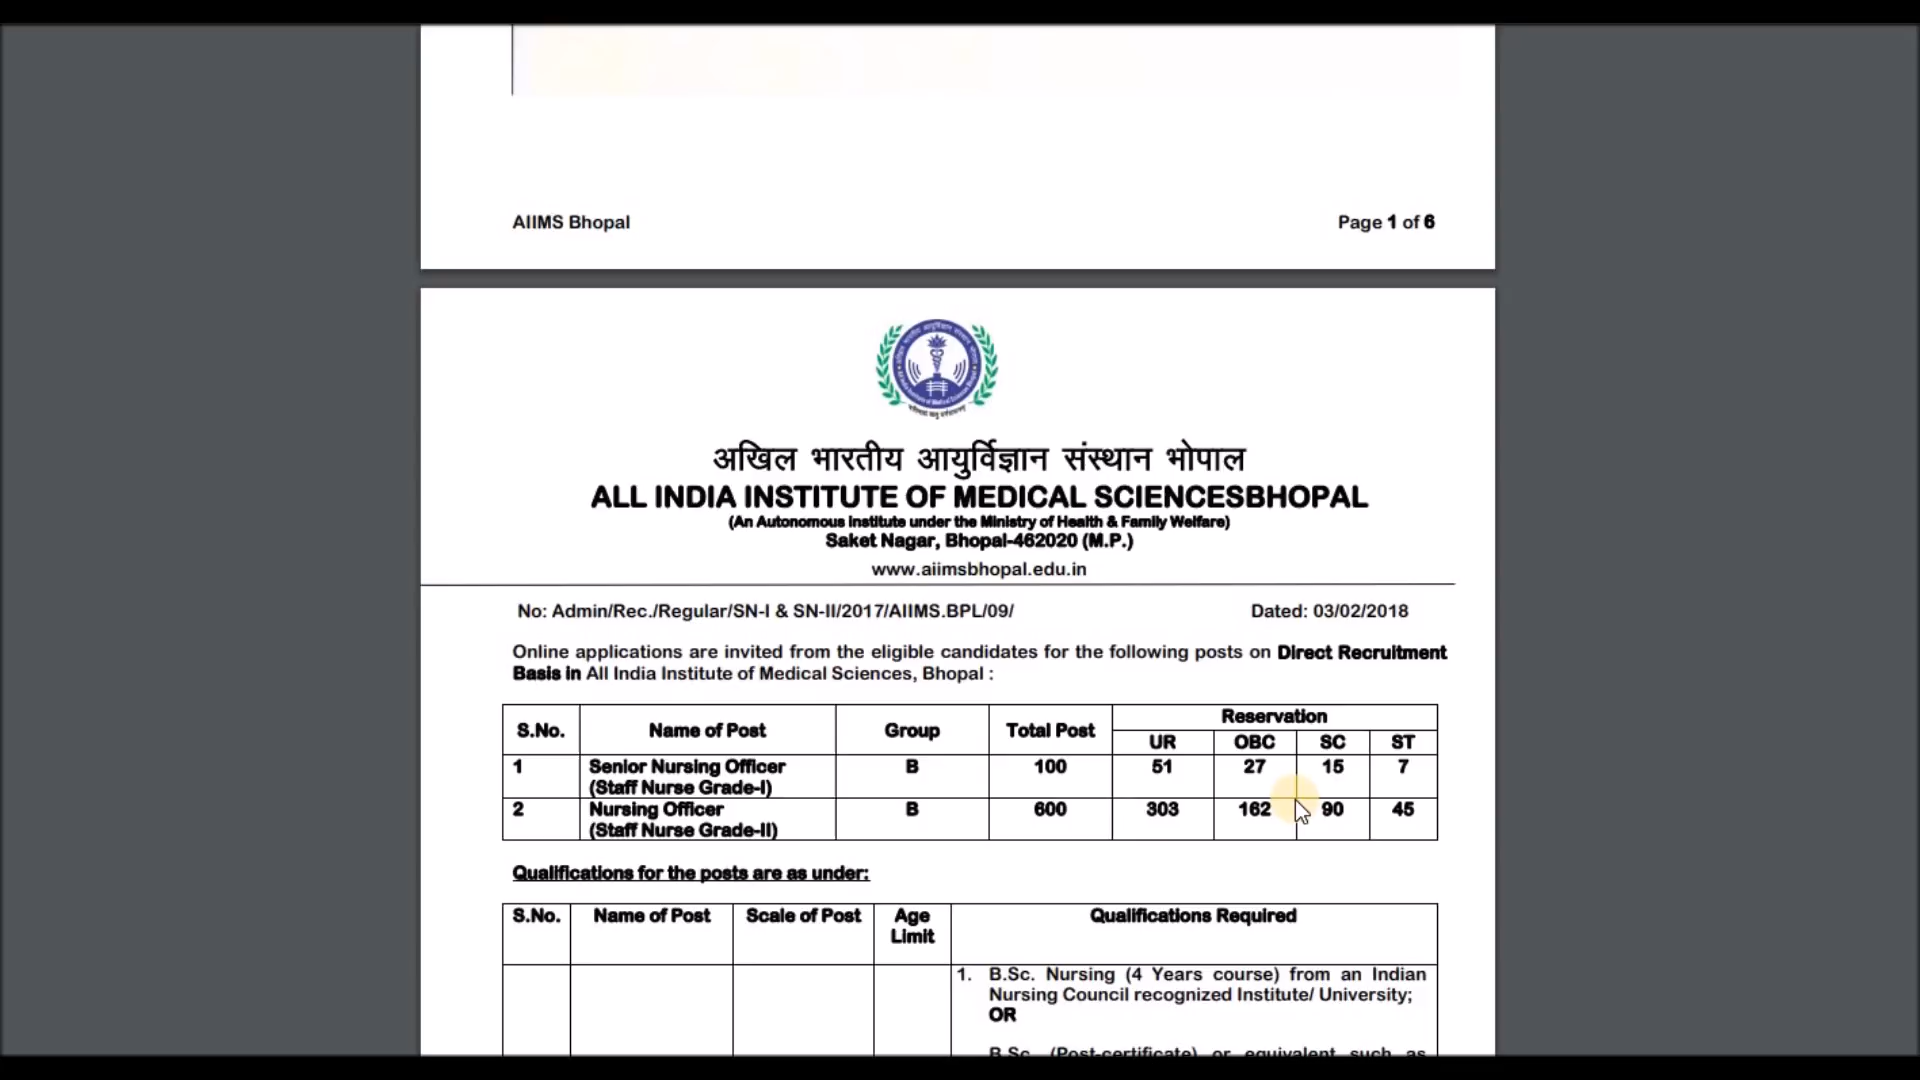 AIIMS Bhopal Page 1 of 6
अखिल भारतीय आयुर्विज्ञान संस्थान भोपाल
ALL INDIA INSTITUTE OF MEDICAL SCIENCESBHOPAL
(An Autonomous Institute under the Ministry of Health & Family Welfare)
Saket Nagar, Bhopal-462020 (M.P.)
www.aiimsbhopal.edu.in
No: Admin/Rec./Regular/SN-I & SN-II/2017/AIIMS.BPL/09/ Dated: 03/02/2018
Online applications are invited from the eligible candidates for the following posts on Direct Recruitment
Basis in All India Institute of Medical Sciences, Bhopal :
S.No. Name of Post Group Total Post Reservation
UR OBC SC ST
1 Senior Nursing Officer B 100 51 27 15 7
(Staff Nurse Grade-I)
2 Nursing Officer B 600 303 162 90 45
(Staff Nurse Grade-II)
Qualifications for the posts are as under:
S.No. Name of Post Scale of Post Age Qualifications Required
Limit
1. B.Sc. Nursing (4 Years course) from an Indian
Nursing Council recognized Institute/ University;
OR
B.Sc. (Post-certificate) or equivalent such as